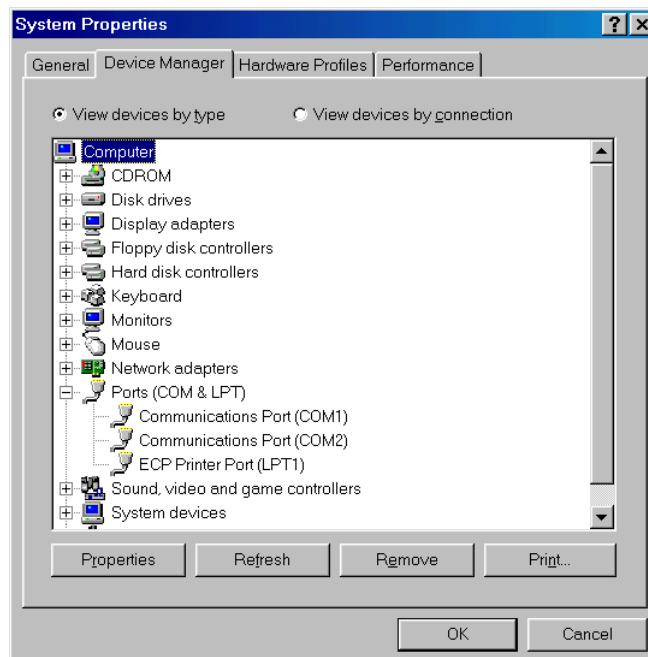 System Properties
General Device Manager Hardware Profiles Performance
View devices by type View devices by connection
Computer
CDROM
Disk drives
Display adapters
Floppy disk controllers
Hard disk controllers
Keyboard
Monitors
Mouse
Network adapters
Ports (COM & LPT)
Communications Port (COM1)
Communications Port (COM2)
ECP Printer Port (LPT1)
Sound, video and game controllers
System devices
Properties Refresh Remove Print...
OK Cancel